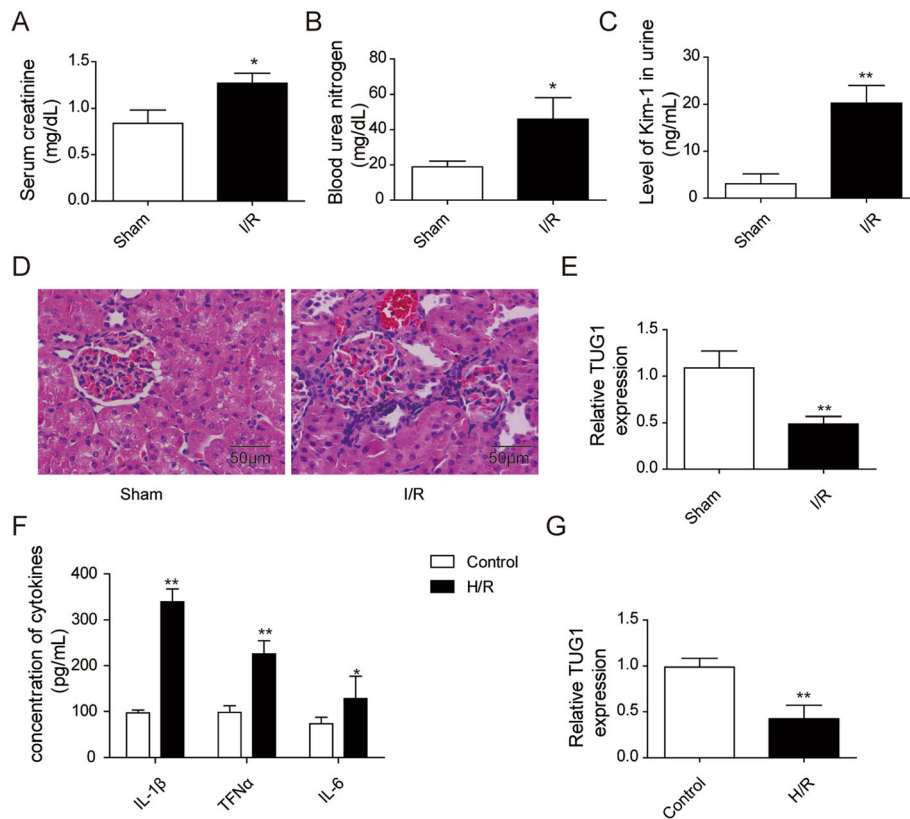 A
Serum creatinine
(mg/dL)
1.5
1.0
0.5
0.0
*
Sham
I/R
B
Blood urea nitrogen
(mg/dL)
80
60
40
20
0
*
Sham
I/R
C
Level of Kim-1 in urine
(ng/mL)
30
20
10
0
**
Sham
I/R
D
50μm
50μm
Sham
I/R
E
Relative TUG1
expression
1.5
1.0
0.5
0.0
**
Sham
I/R
F
concentration of cytokines
(pg/mL)
400
300
200
100
0
**
**
*
IL-1β
TFNα
IL-6
Control
H/R
G
Relative TUG1
expression
1.5
1.0
0.5
0.0
**
Control
H/R